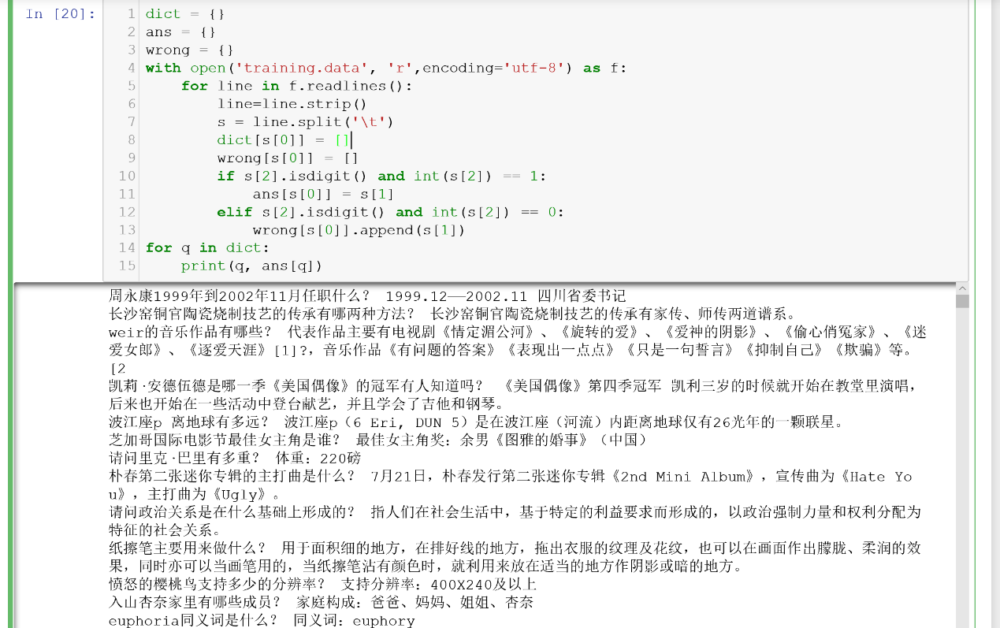 In [20]:
1 dict = {}
2 ans = {}
3 wrong = {}
4 with open('training.data', 'r',encoding='utf-8') as f:
5     for line in f.readlines():
6         line=line.strip()
7         s = line.split('\t')
8         dict[s[0]] = []
9         wrong[s[0]] = []
10         if s[2].isdigit() and int(s[2]) == 1:
11             ans[s[0]] = s[1]
12         elif s[2].isdigit() and int(s[2]) == 0:
13             wrong[s[0]].append(s[1])
14 for q in dict:
15     print(q, ans[q])
周永康1999年到2002年11月任职什么? 1999.12——2002.11 四川省委书记
长沙窑铜官陶瓷烧制技艺的传承有哪两种方法? 长沙窑铜官陶瓷烧制技艺的传承有家传、师传两道谱系。
weir的音乐作品有哪些? 代表作品主要有电视剧《情定湄公河》、《旋转的爱》、《爱神的阴影》、《偷心俏冤家》、《迷
爱女郎》、《逐爱天涯》[1]?，音乐作品《有问题的答案》《表现出一点点》《只是一句誓言》《抑制自己》《欺骗》等。
[2
凯莉·安德伍德是哪一季《美国偶像》的冠军有人知道吗? 《美国偶像》第四季冠军 凯利三岁的时候就开始在教堂里演唱，
后来也开始在一些活动中登台献艺，并且学会了吉他和钢琴。
波江座p 离地球有多远? 波江座p（6 Eri, DUN 5）是在波江座（河流）内距离地球仅有26光年的一颗联星。
芝加哥国际电影节最佳女主角是谁? 最佳女主角奖：余男《图雅的婚事》（中国）
请问里克·巴里有多重? 体重：220磅
朴春第二张迷你专辑的主打曲是什么? 7月21日，朴春发行第二张迷你专辑《2nd Mini Album》，宣传曲为《Hate Yo
u》，主打曲为《Ugly》。
请问政治关系是在什么基础上形成的? 指人们在社会生活中，基于特定的利益要求而形成的，以政治强制力量和权利分配为
特征的社会关系。
纸擦笔主要用来做什么? 用于面积细的地方，在排好线的地方，拖出衣服的纹理及花纹，也可以在画面作出朦胧、柔润的效
果，同时亦可以当画笔用的，当纸擦笔沾有颜色时，就利用来放在适当的地方作阴影或暗的地方。
愤怒的樱桃鸟支持多少的分辨率? 支持分辨率：400X240及以上
入山杏奈家里有哪些成员? 家庭构成：爸爸、妈妈、姐姐、杏奈
euphoria同义词是什么? 同义词：euphory